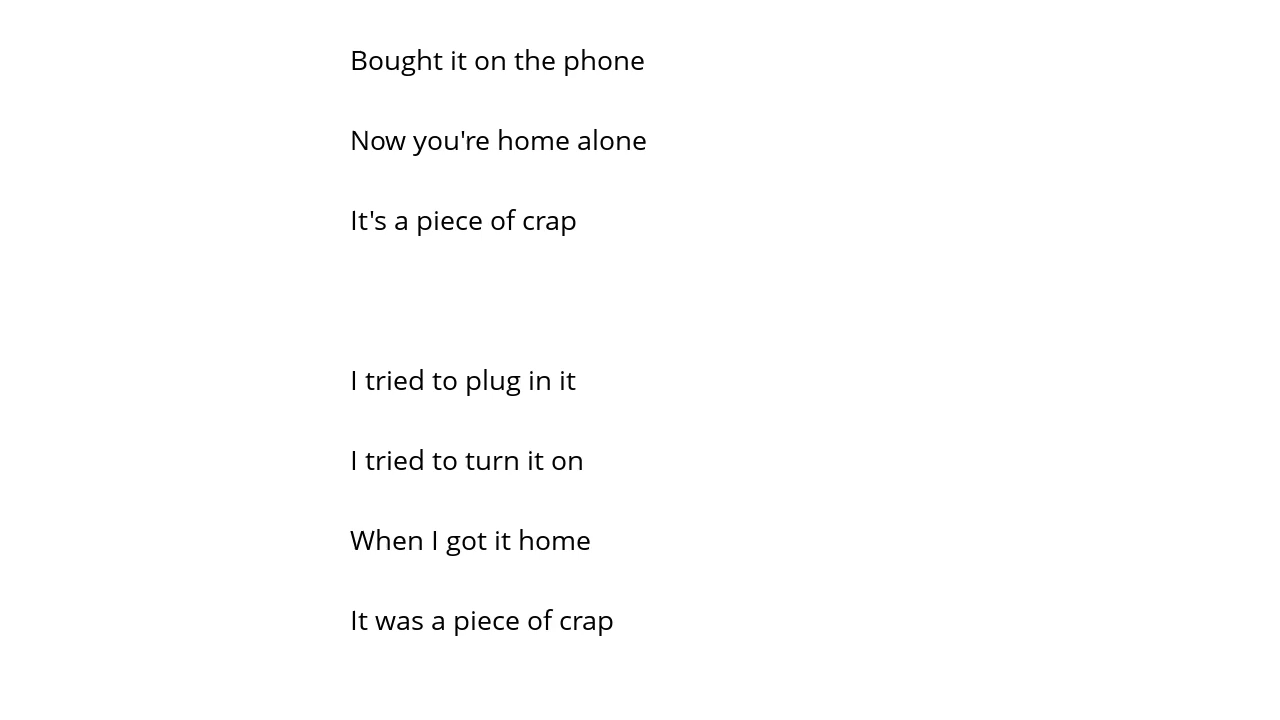 Bought it on the phone
Now you're home alone
It's a piece of crap
I tried to plug in it
I tried to turn it on
When I got it home
It was a piece of crap